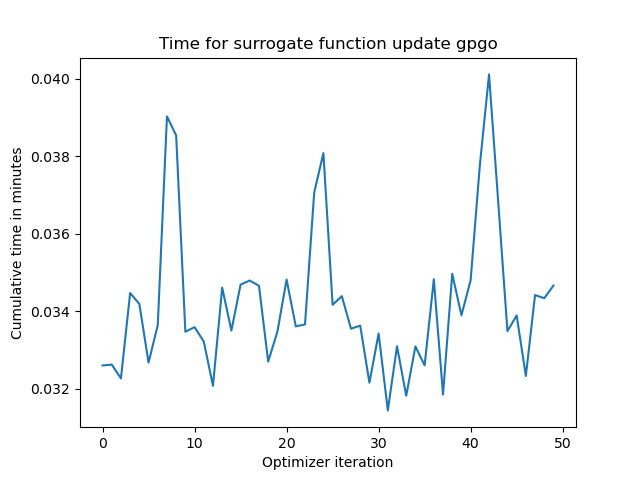 Time for surrogate function update gpgo
Cumulative time in minutes
0.040
0.038
0.036
0.034
0.032
0 10 20 30 40 50
Optimizer iteration